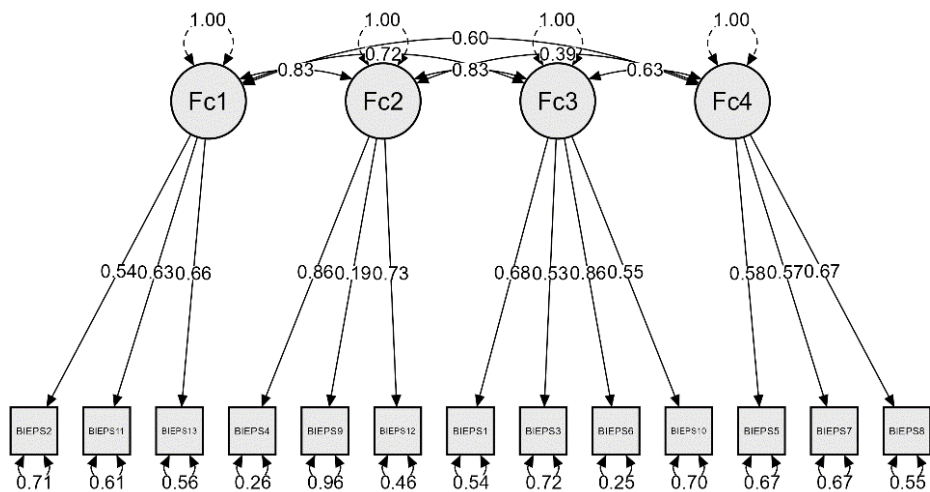 1.00 1.00 1.00 1.00
0.60
0.72 0.39
0.83 0.83 0.63
Fc1 Fc2 Fc3 Fc4
0.54 0.63 0.66 0.86 0.19 0.73 0.68 0.53 0.86 0.55 0.58 0.57 0.67
BIEPS2 BIEPS11 BIEPS13 BIEPS4 BIEPS9 BIEPS12 BIEPS1 BIEPS3 BIEPS6 BIEPS10 BIEPS5 BIEPS7 BIEPS8
0.71 0.61 0.56 0.26 0.96 0.46 0.54 0.72 0.25 0.70 0.67 0.67 0.55